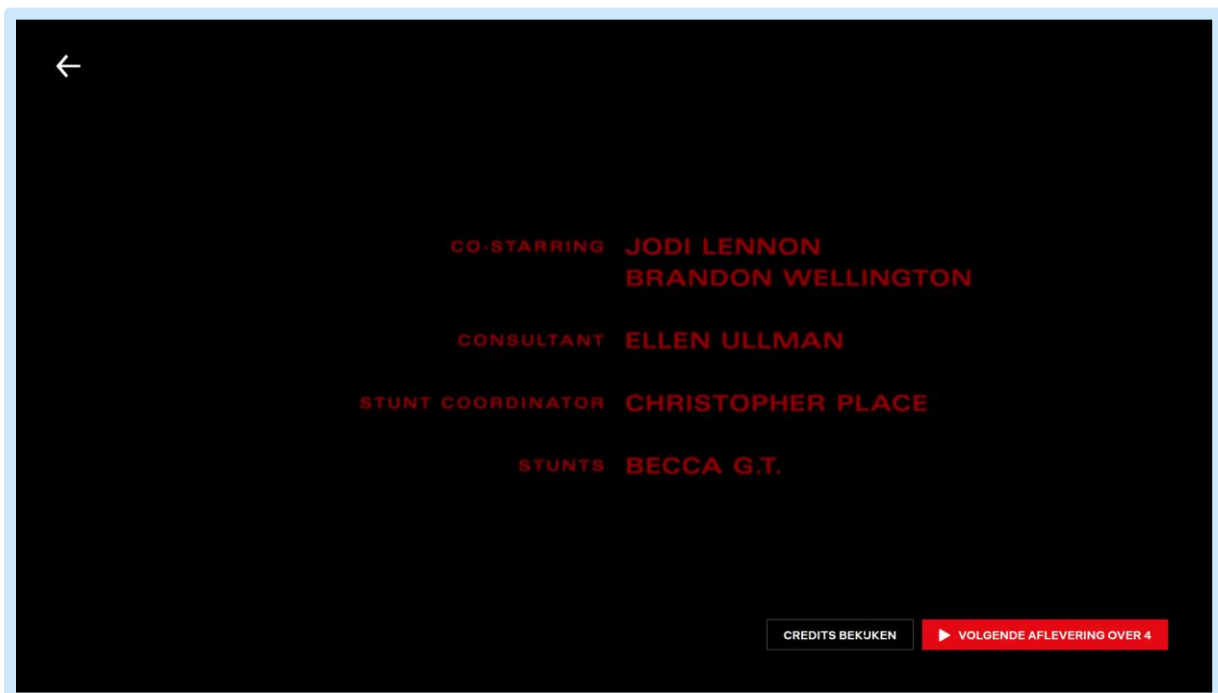 CO-STARRING JODI LENNON
BRANDON WELLINGTON
CONSULTANT ELLEN ULLMAN
STUNT COORDINATOR CHRISTOPHER PLACE
STUNTS BECCA G.T.
CREDITS BEKIJKEN
VOLGENDE AFLEVERING OVER 4